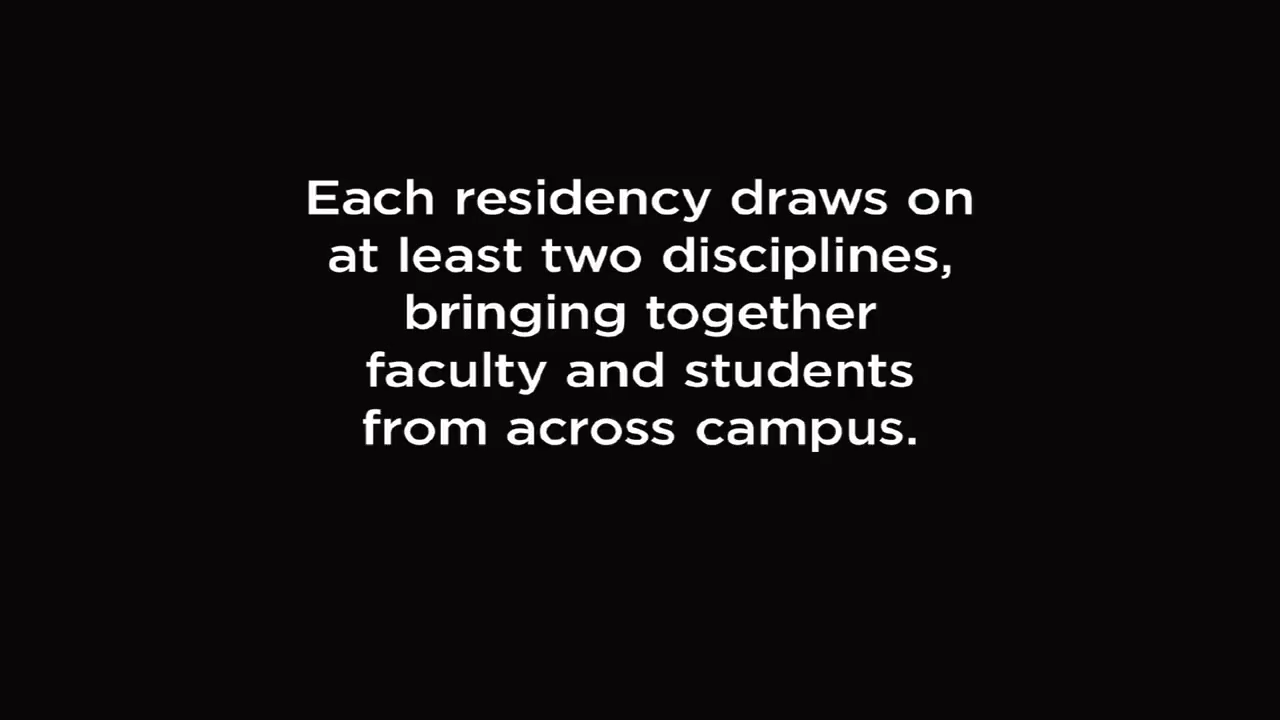 Each residency draws on
at least two disciplines,
bringing together
faculty and students
from across campus.